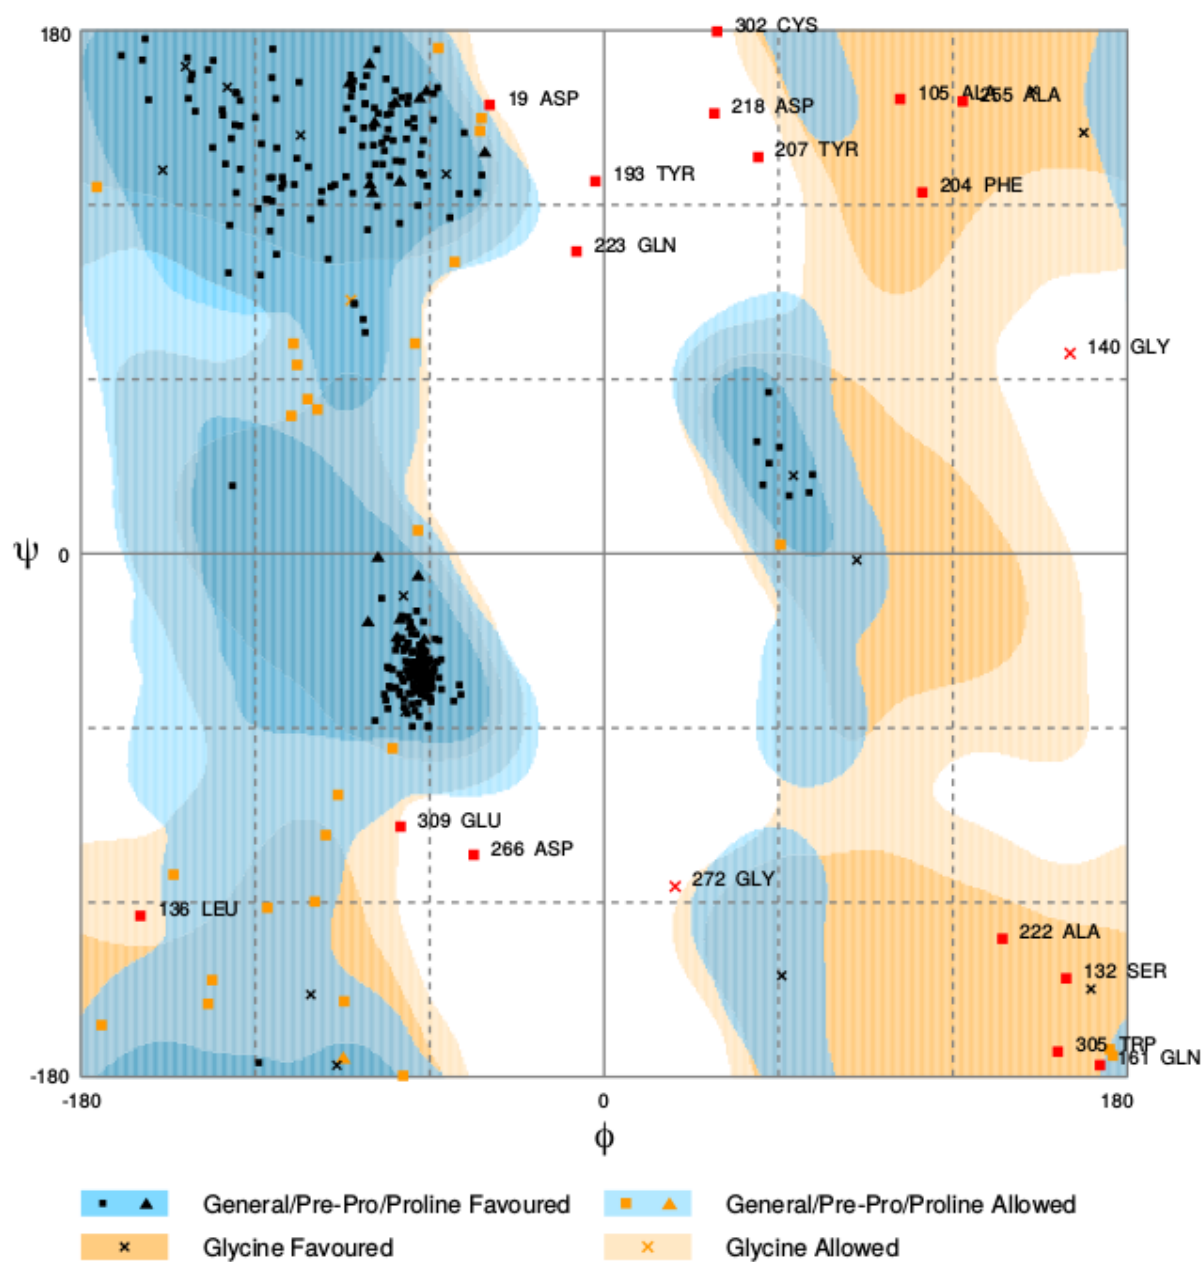 180
302 CYS
19 ASP
218 ASP
105 ALA
255 ALA
207 TYR
193 TYR
204 PHE
223 GLN
140 GLY
ψ
0
309 GLU
266 ASP
272 GLY
136 LEU
222 ALA
132 SER
305 TRP
161 GLN
-180
-180
0
180
ϕ
General/Pre-Pro/Proline Favoured
General/Pre-Pro/Proline Allowed
Glycine Favoured
Glycine Allowed